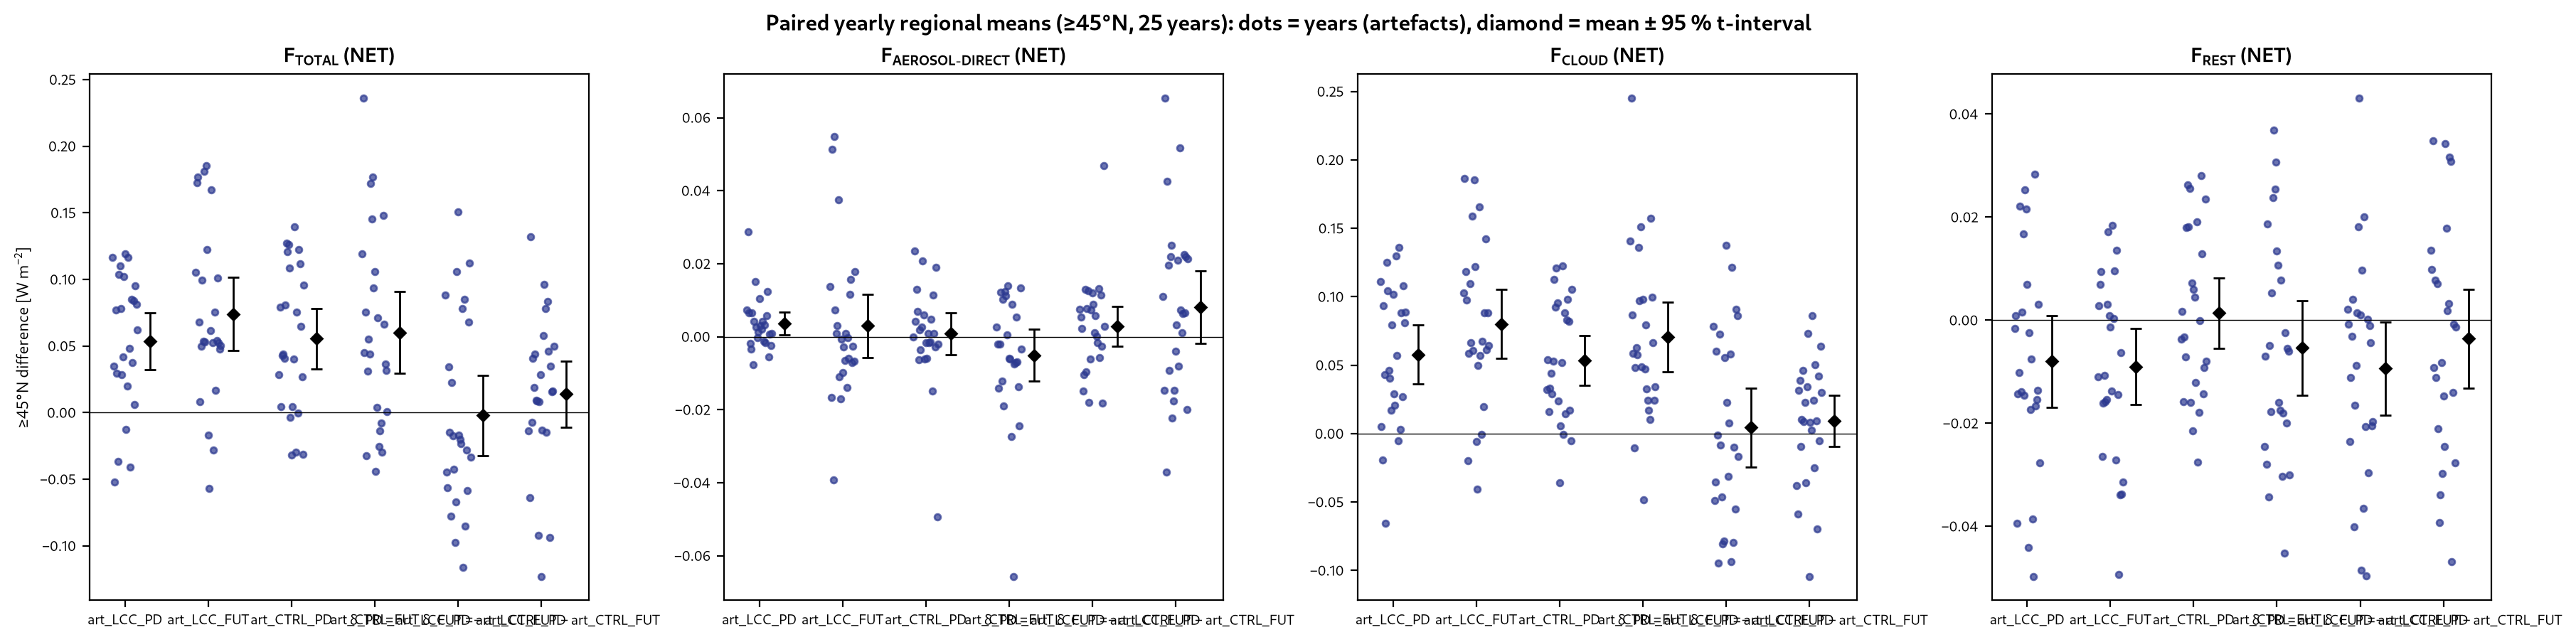 Paired yearly regional means (≥45°N, 25 years): dots = years (artefacts), diamond = mean ± 95 % t-interval
F_TOTAL (NET)
≥45°N difference [W m⁻²]
0.25
0.20
0.15
0.10
0.05
0.00
−0.05
−0.10
art_LCC_PD art_LCC_FUT art_CTRL_PD art_CTRL_FUT
F_AEROSOL-DIRECT (NET)
0.06
0.04
0.02
0.00
−0.02
−0.04
−0.06
art_LCC_PD art_LCC_FUT art_CTRL_PD art_CTRL_FUT
F_CLOUD (NET)
0.25
0.20
0.15
0.10
0.05
0.00
−0.05
−0.10
art_LCC_PD art_LCC_FUT art_CTRL_PD art_CTRL_FUT
F_REST (NET)
0.04
0.02
0.00
−0.02
−0.04
art_LCC_PD art_LCC_FUT art_CTRL_PD art_CTRL_FUT